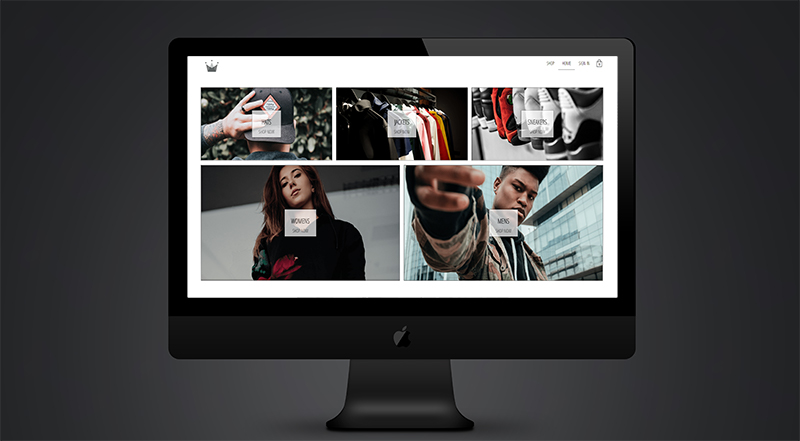 SHOP HOME SIGN IN
HATS
SHOP NOW
JACKETS
SHOP NOW
SNEAKERS
SHOP NOW
WOMENS
SHOP NOW
MENS
SHOP NOW